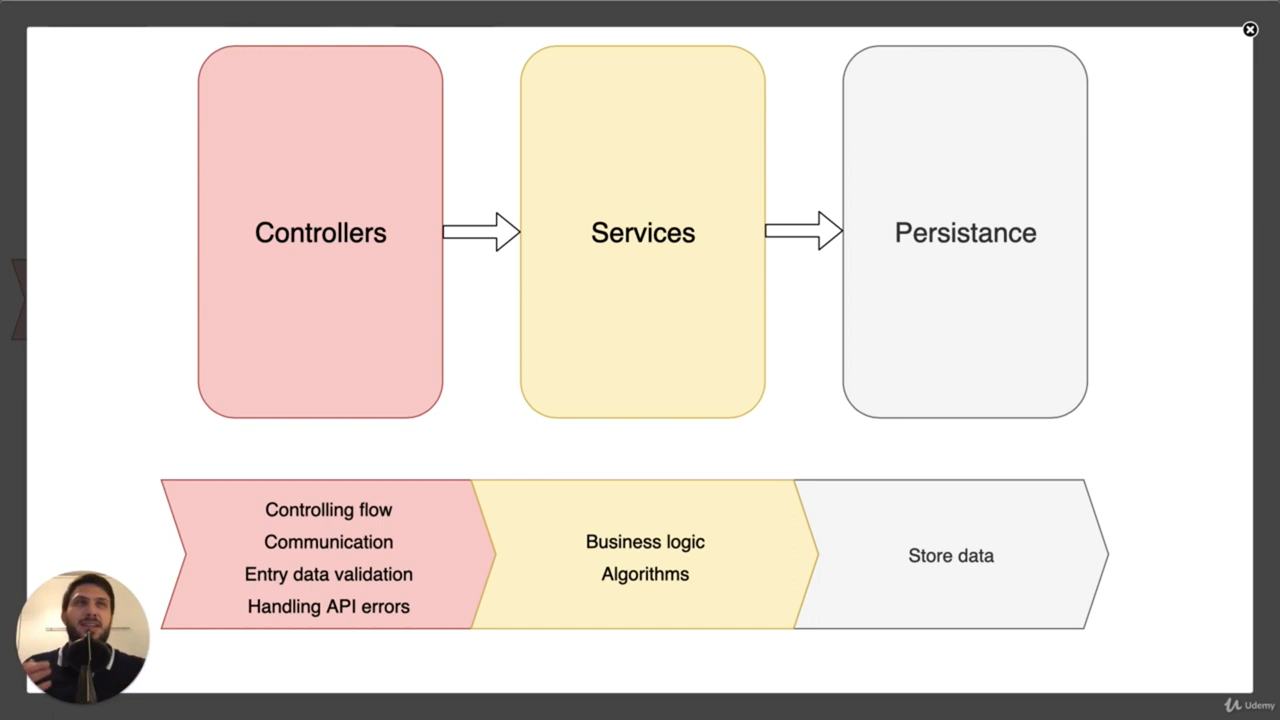 Controllers
Services
Persistance
Controlling flow
Communication
Entry data validation
Handling API errors
Business logic
Algorithms
Store data
Udemy